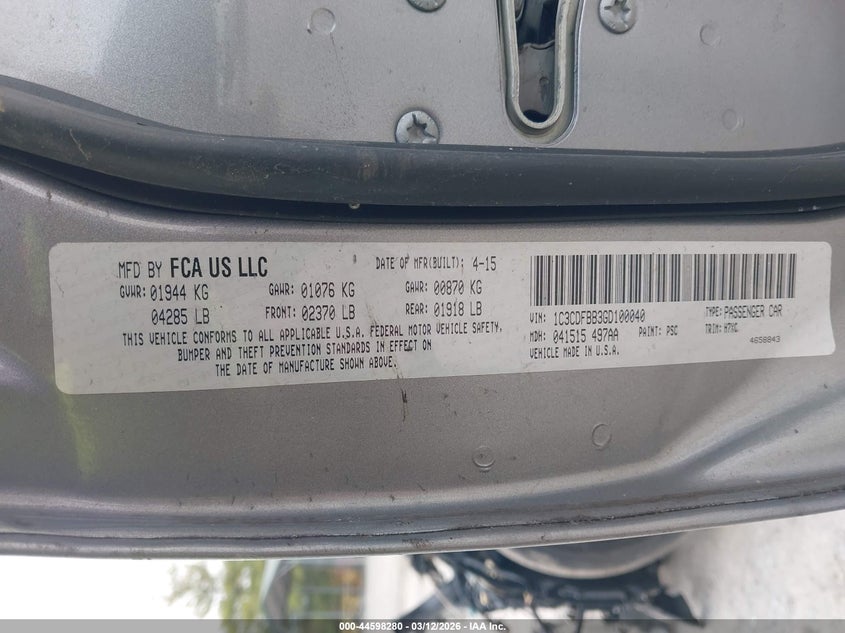 MFD BY FCA US LLC
DATE OF MFR(BUILT): 4-15
GVWR: 01944 KG
04285 LB
GAWR: 01076 KG
FRONT: 02370 LB
GAWR: 00870 KG
REAR: 01918 LB
THIS VEHICLE CONFORMS TO ALL APPLICABLE U.S.A. FEDERAL MOTOR VEHICLE SAFETY,
BUMPER AND THEFT PREVENTION STANDARDS IN EFFECT ON
THE DATE OF MANUFACTURE SHOWN ABOVE.
VIN: 1C3CDFBB3GD100040
TYPE: PASSENGER CAR
MDH: 041515 497AA
PAINT: PSC
TRIM: H7XC
VEHICLE MADE IN U.S.A.
4658843
000-44598280 - 03/12/2026 - IAA Inc.